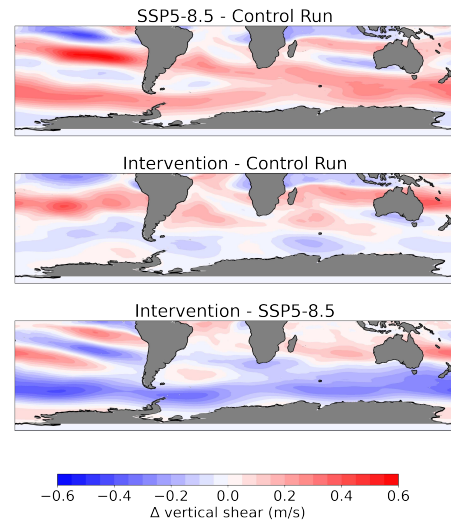 SSP5-8.5 - Control Run
Intervention - Control Run
Intervention - SSP5-8.5
−0.6 −0.4 −0.2 0.0 0.2 0.4 0.6
Δ vertical shear (m/s)